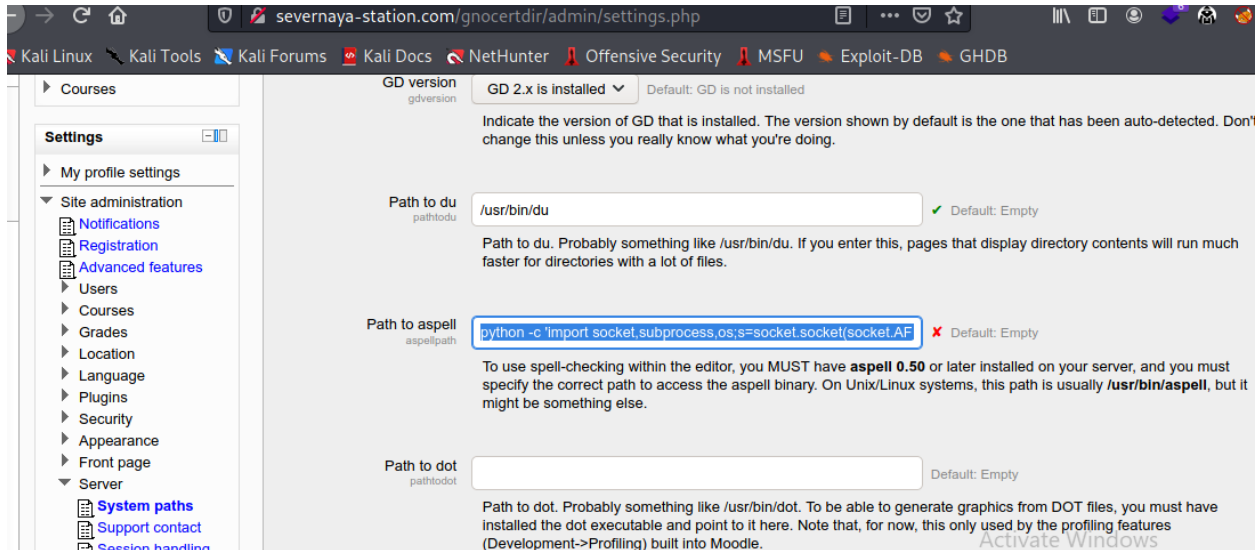 severnaya-station.com/gnocertdir/admin/settings.php
Kali Linux Kali Tools Kali Forums Kali Docs NetHunter Offensive Security MSFU Exploit-DB GHDB
Courses
Settings
My profile settings
Site administration
Notifications
Registration
Advanced features
Users
Courses
Grades
Location
Language
Plugins
Security
Appearance
Front page
Server
System paths
Support contact
Session handling
GD version
gdversion
GD 2.x is installed
Default: GD is not installed
Indicate the version of GD that is installed. The version shown by default is the one that has been auto-detected. Don't
change this unless you really know what you're doing.
Path to du
pathtodu
/usr/bin/du
Default: Empty
Path to du. Probably something like /usr/bin/du. If you enter this, pages that display directory contents will run much
faster for directories with a lot of files.
Path to aspell
aspellpath
python -c 'import socket,subprocess,os;s=socket.socket(socket.AF
Default: Empty
To use spell-checking within the editor, you MUST have aspell 0.50 or later installed on your server, and you must
specify the correct path to access the aspell binary. On Unix/Linux systems, this path is usually /usr/bin/aspell, but it
might be something else.
Path to dot
pathtodot
Default: Empty
Path to dot. Probably something like /usr/bin/dot. To be able to generate graphics from DOT files, you must have
installed the dot executable and point to it here. Note that, for now, this only used by the profiling features
(Development->Profiling) built into Moodle.
Activate Windows